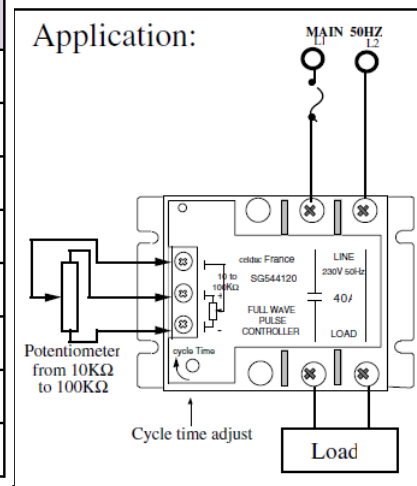 Application:
MAIN 50HZ
L1
L2
celduc France
SG544120
10 to
100KΩ
+
-
FULL WAVE
PULSE
CONTROLLER
LINE
230V 50Hz
40A
LOAD
cycle Time
Potentiometer
from 10KΩ
to 100KΩ
Cycle time adjust
Load